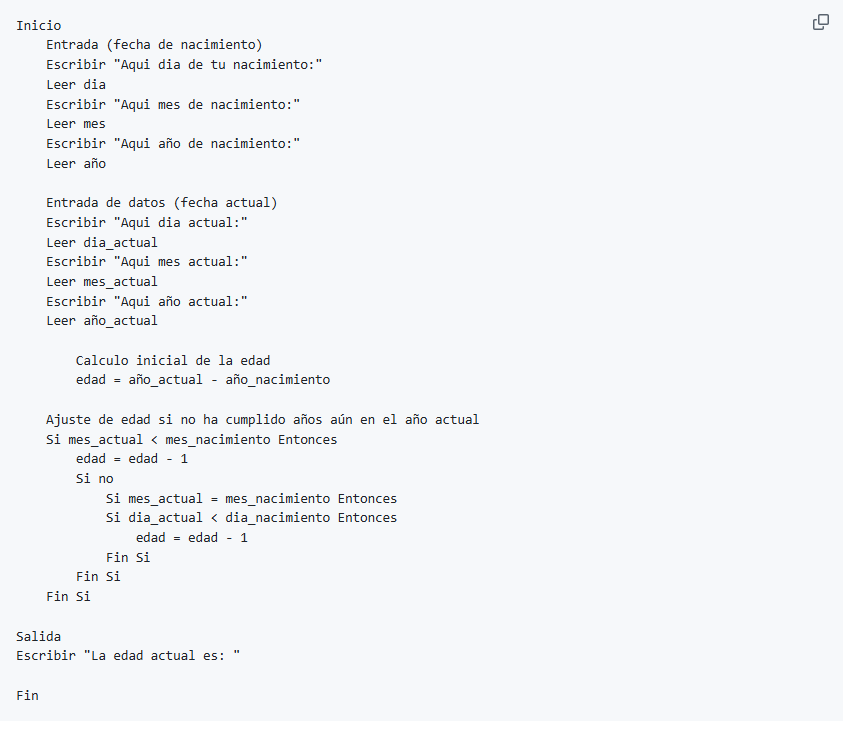 Inicio
Entrada (fecha de nacimiento)
Escribir "Aqui dia de tu nacimiento:"
Leer dia
Escribir "Aqui mes de nacimiento:"
Leer mes
Escribir "Aqui año de nacimiento:"
Leer año
Entrada de datos (fecha actual)
Escribir "Aqui dia actual:"
Leer dia_actual
Escribir "Aqui mes actual:"
Leer mes_actual
Escribir "Aqui año actual:"
Leer año_actual
Calculo inicial de la edad
edad = año_actual - año_nacimiento
Ajuste de edad si no ha cumplido años aún en el año actual
Si mes_actual < mes_nacimiento Entonces
edad = edad - 1
Si no
Si mes_actual = mes_nacimiento Entonces
Si dia_actual < dia_nacimiento Entonces
edad = edad - 1
Fin Si
Fin Si
Fin Si
Salida
Escribir "La edad actual es: "
Fin